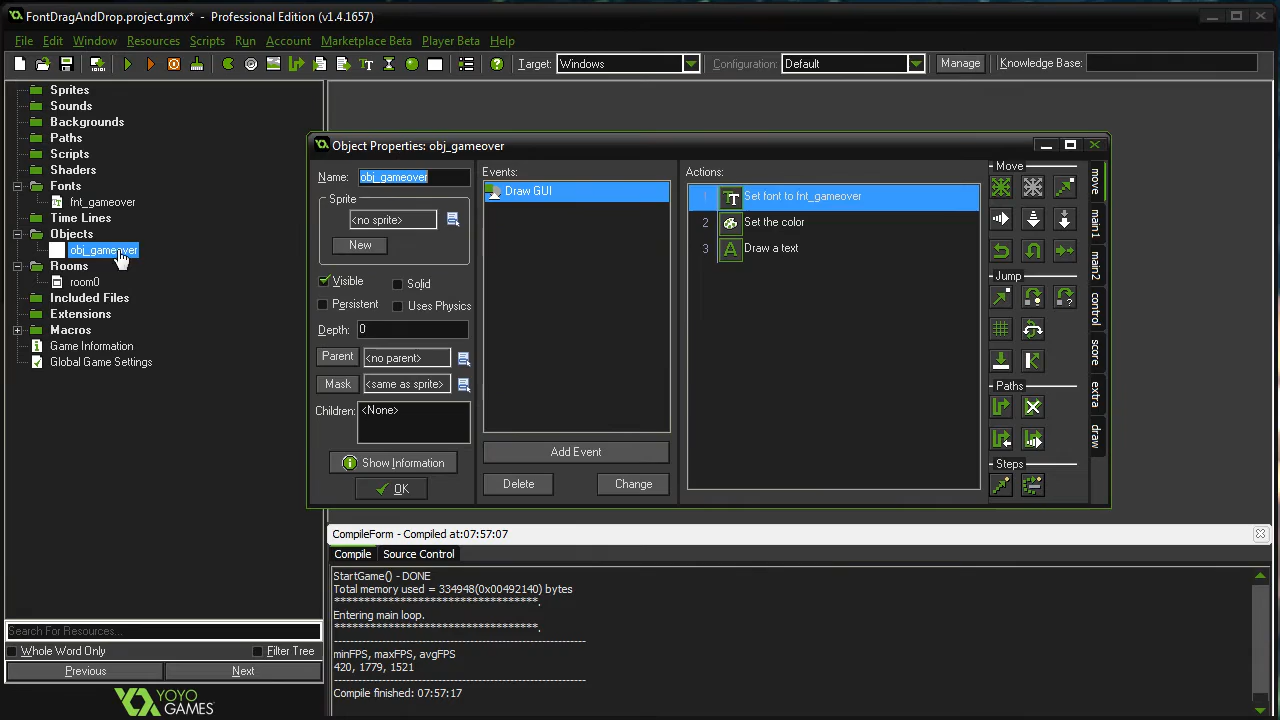 FontDragAndDrop.project.gmx*  -  Professional Edition (v1.4.1657)
File Edit Window Resources Scripts Run Account Marketplace Beta Player Beta Help
Target: Windows Configuration: Default Manage Knowledge Base:
Sprites
Sounds
Backgrounds
Paths
Scripts
Shaders
Fonts
fnt_gameover
Time Lines
Objects
obj_gameover
Rooms
room0
Included Files
Extensions
Macros
Game Information
Global Game Settings
Search For Resources...
Whole Word Only Filter Tree
Previous Next
YOYO
GAMES
Object Properties: obj_gameover
Name: obj_gameover
Sprite
<no sprite>
New
Visible Solid
Persistent Uses Physics
Depth: 0
Parent <no parent>
Mask <same as sprite>
Children: <None>
Show Information
OK
Events:
Draw GUI
Add Event
Delete Change
Actions:
1 Set font to fnt_gameover
2 Set the color
3 Draw a text
Move
Jump
Paths
Steps
move
main1
main2
control
score
extra
draw
CompileForm - Compiled at:07:57:07
Compile Source Control
StartGame() - DONE
Total memory used = 334948(0x00492140) bytes
**********************************.
Entering main loop.
**********************************.
minFPS, maxFPS, avgFPS
420, 1779, 1521
Compile finished: 07:57:17